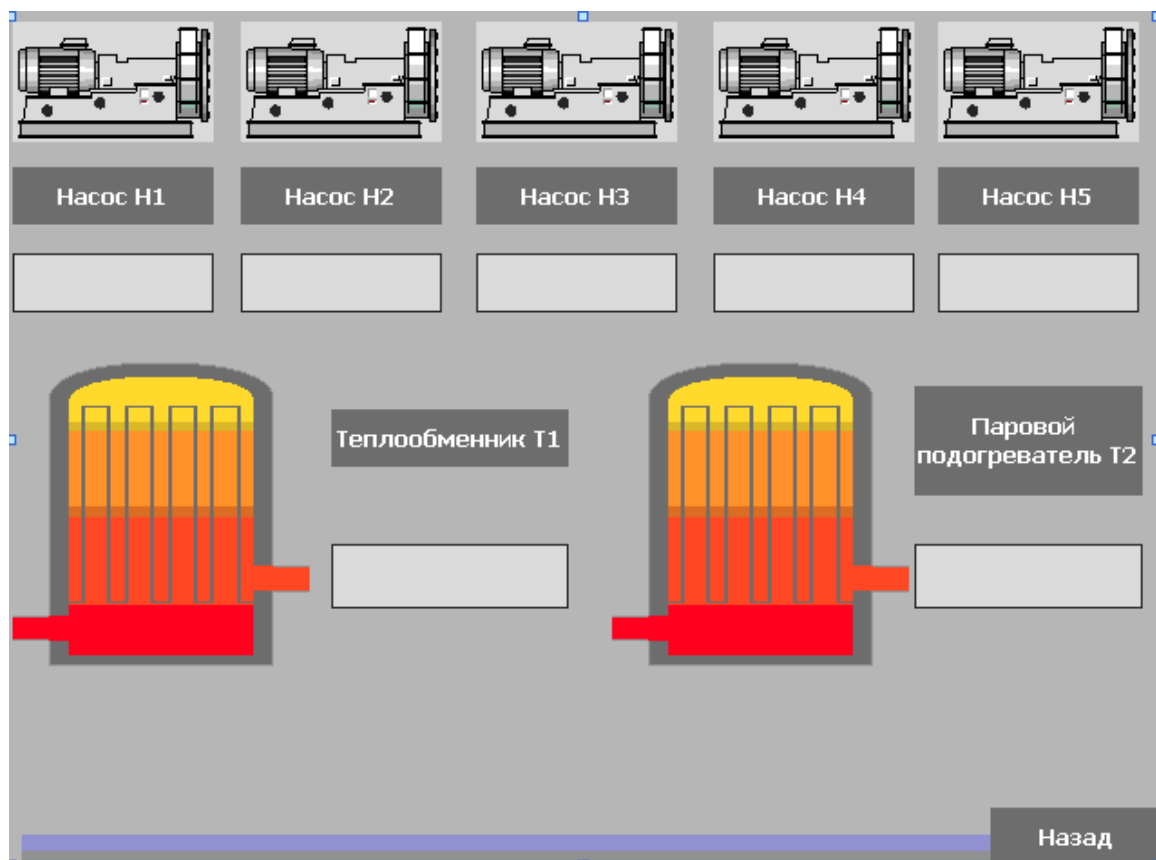 Насос Н1
Насос Н2
Насос Н3
Насос Н4
Насос Н5
Теплообменник Т1
Паровой
подогреватель Т2
Назад